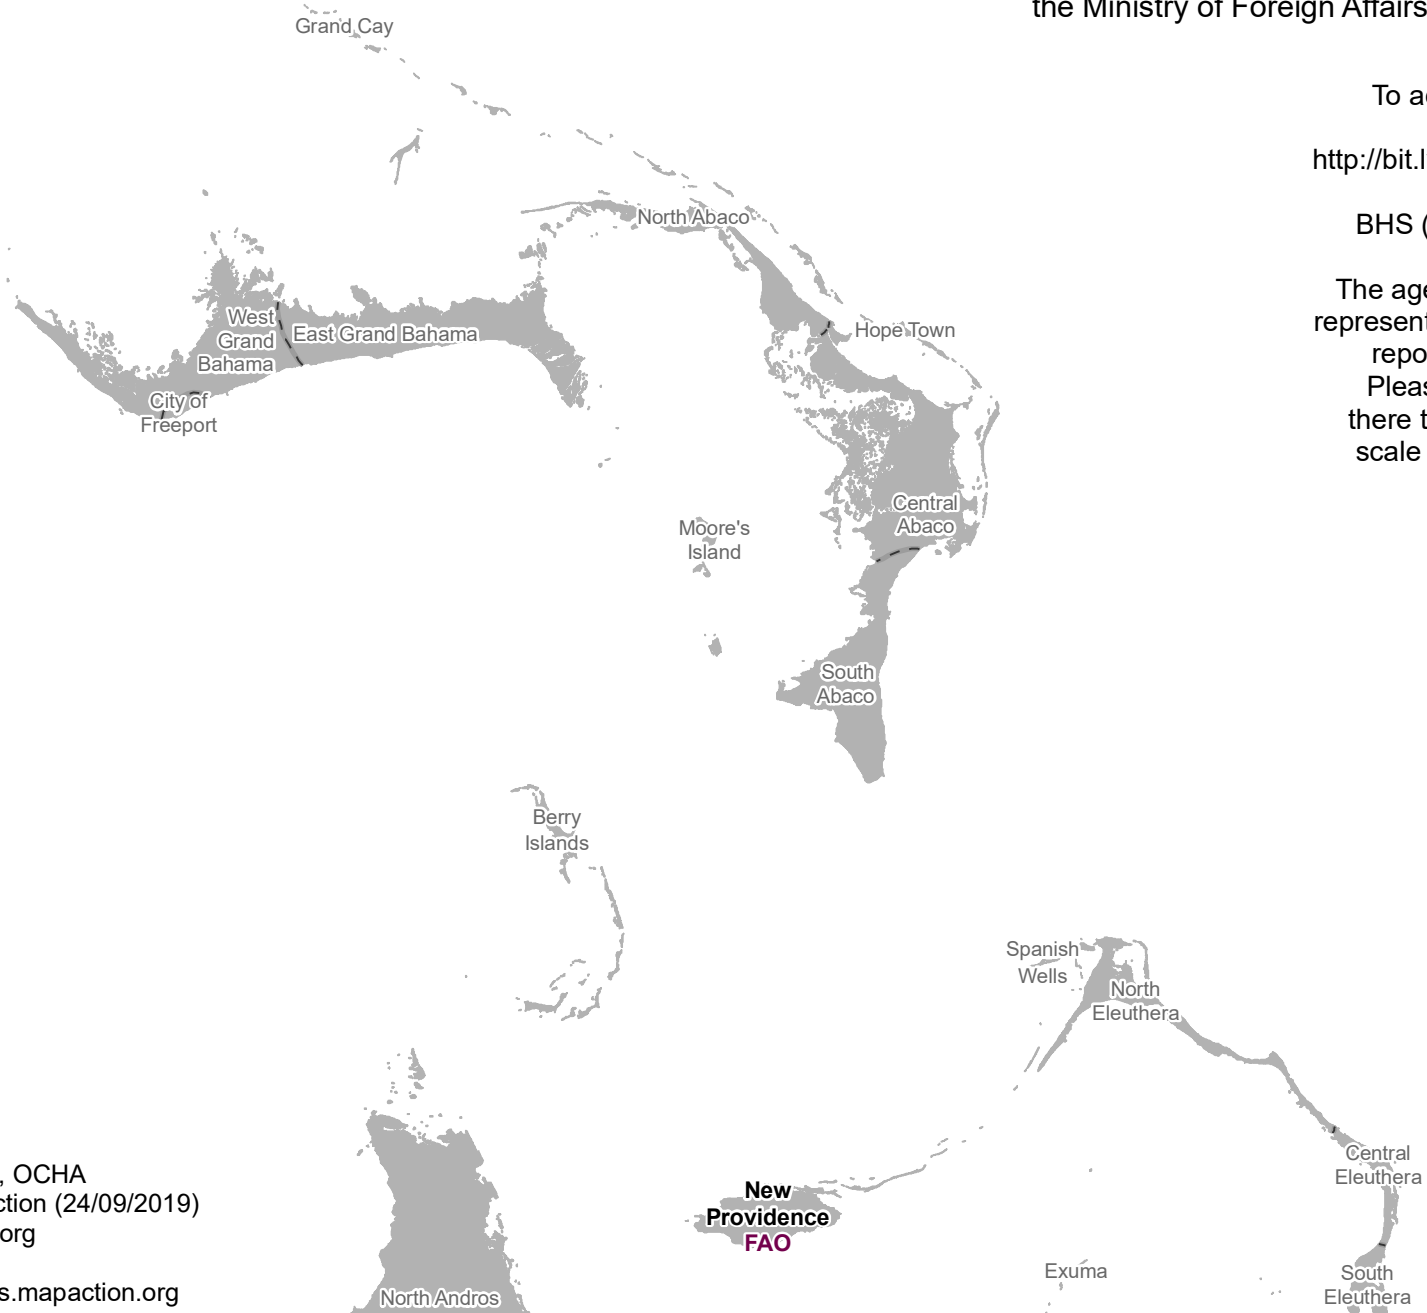 Grand Cay
the Ministry of Foreign Affairs
To a
http://bit.l
BHS (
The age
represent
repo
Pleas
there t
scale
North Abaco
West
Grand
Bahama
East Grand Bahama
Hope Town
City of
Freeport
Central
Abaco
Moore's
Island
South
Abaco
Berry
Islands
Spanish
Wells
North
Eleuthera
Central
Eleuthera
, OCHA
ction (24/09/2019)
org
s.mapaction.org
New
Providence
FAO
North Andros
Exuma
South
Eleuthera